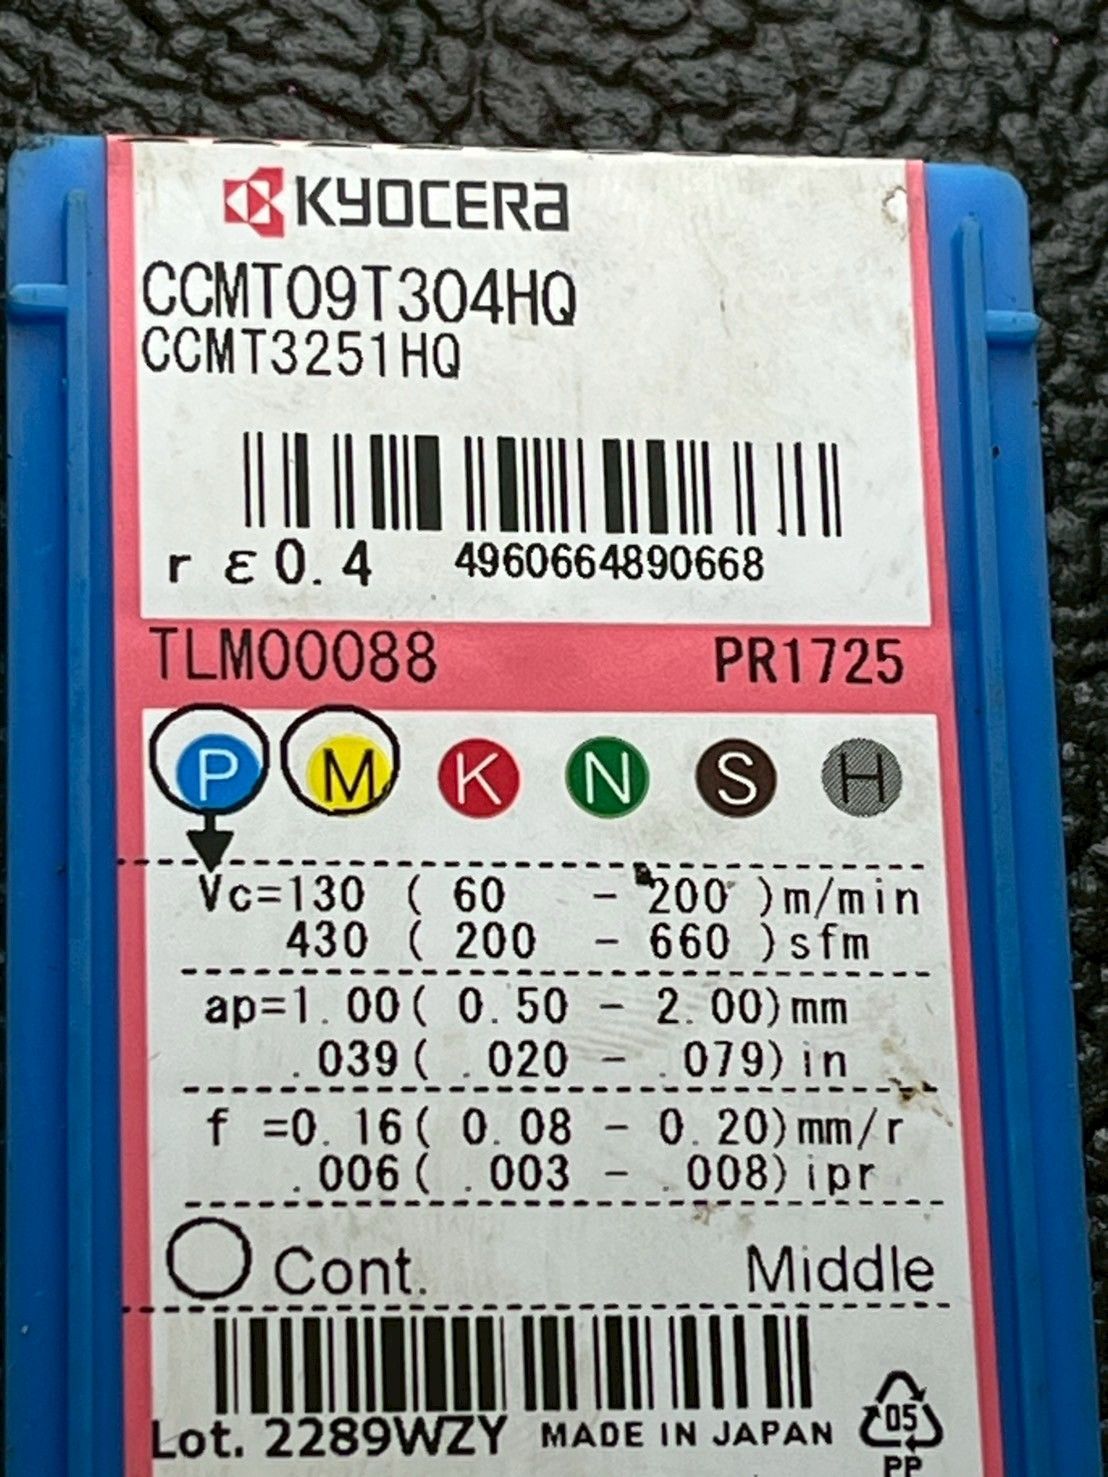 KYOCERA
CCMT09T304HQ
CCMT3251HQ
rε0.4 4960664890668
TLM00088 PR1725
P M K N S H
Vc=130 ( 60 - 200 )m/min
430 ( 200 - 660 )sfm
ap=1.00( 0.50 - 2.00)mm
.039( .020 - .079)in
f =0.16( 0.08 - 0.20)mm/r
.006( .003 - .008)ipr
Cont. Middle
Lot. 2289WZY MADE IN JAPAN
05
PP